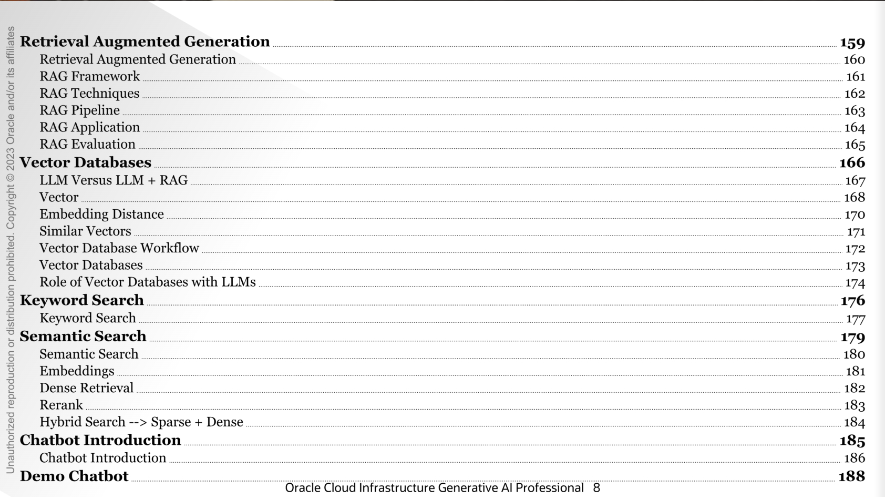 Retrieval Augmented Generation 159
Retrieval Augmented Generation 160
RAG Framework 161
RAG Techniques 162
RAG Pipeline 163
RAG Application 164
RAG Evaluation 165
Vector Databases 166
LLM Versus LLM + RAG 167
Vector 168
Embedding Distance 170
Similar Vectors 171
Vector Database Workflow 172
Vector Databases 173
Role of Vector Databases with LLMs 174
Keyword Search 176
Keyword Search 177
Semantic Search 179
Semantic Search 180
Embeddings 181
Dense Retrieval 182
Rerank 183
Hybrid Search --> Sparse + Dense 184
Chatbot Introduction 185
Chatbot Introduction 186
Demo Chatbot 188
Oracle Cloud Infrastructure Generative AI Professional 8
Unauthorized reproduction or distribution prohibited. Copyright © 2023 Oracle and/or its affiliates